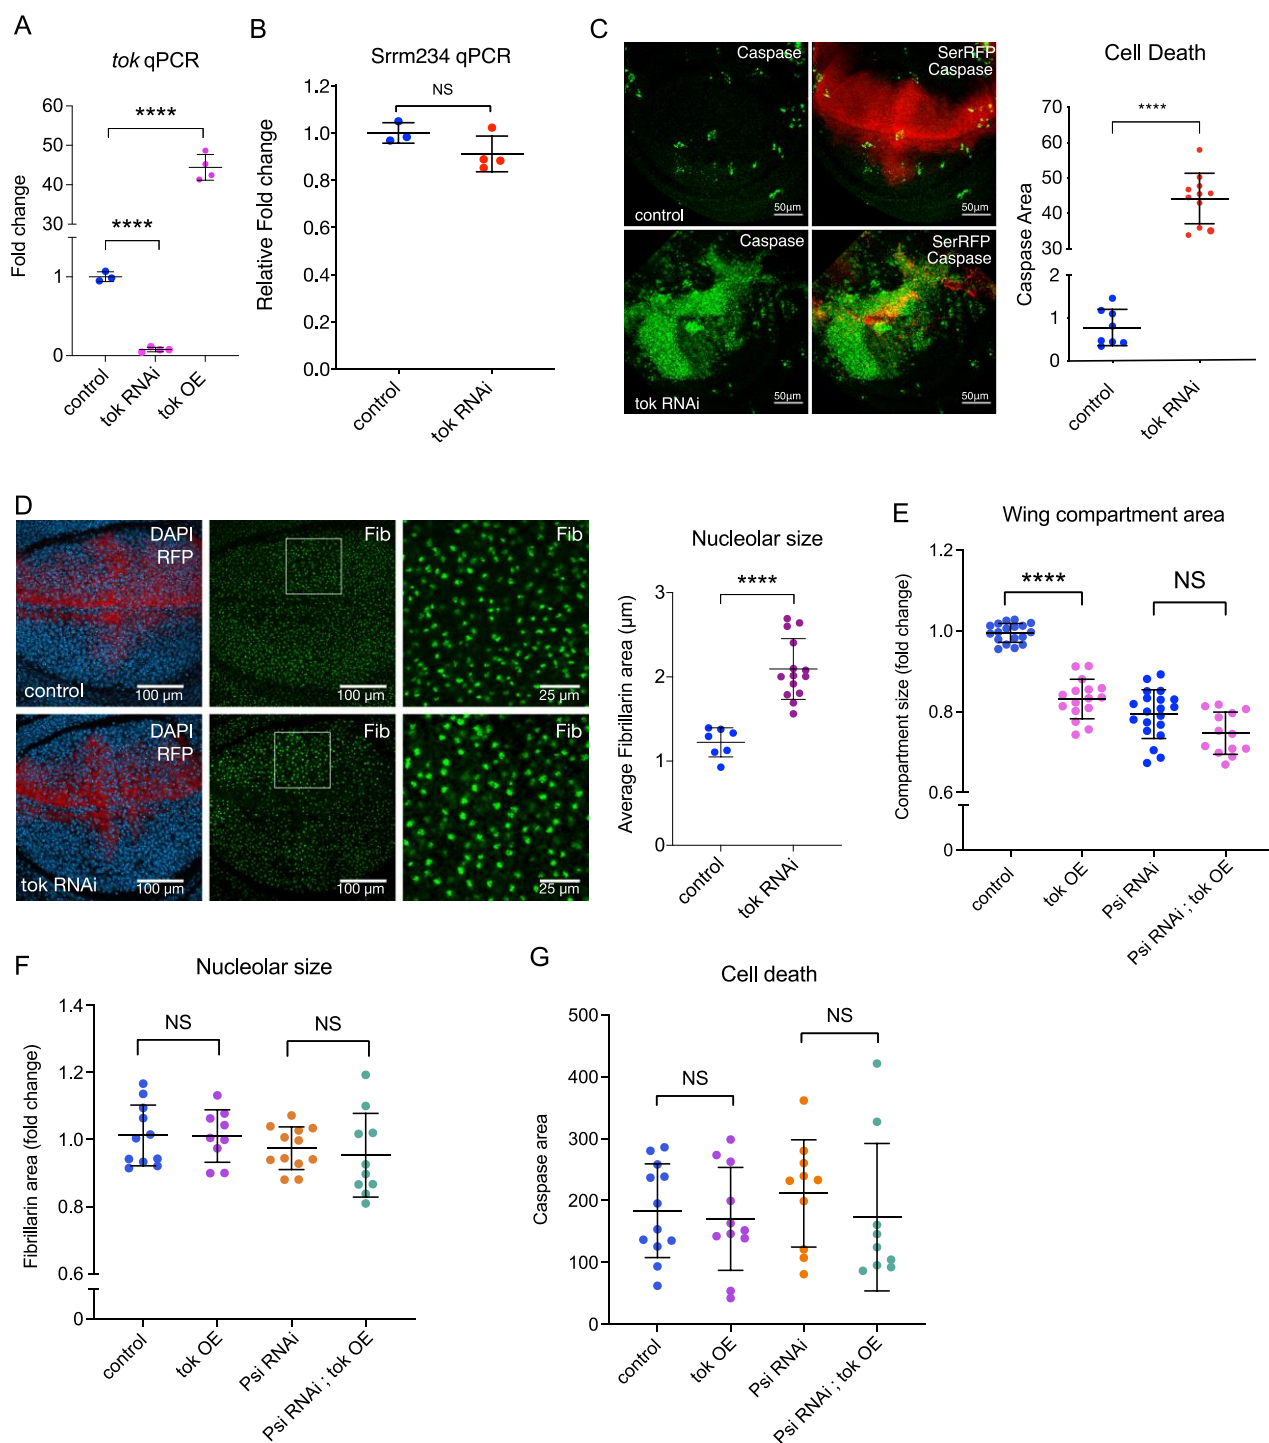 A
tok qPCR
Fold change
60
50
40
30
1
0
****
****
control
tok RNAi
tok OE
B
Srrm234 qPCR
Relative Fold change
1.2
1.0
0.8
0.6
0.4
0.2
0.0
NS
control
tok RNAi
C
Caspase
SerRFP
Caspase
50µm
50µm
control
Caspase
SerRFP
Caspase
50µm
50µm
tok RNAi
Cell Death
Caspase Area
70
60
50
40
30
2
1
0
****
control
tok RNAi
D
DAPI
RFP
Fib
Fib
control
100 µm
100 µm
25 µm
DAPI
RFP
Fib
Fib
tok RNAi
100 µm
100 µm
25 µm
Nucleolar size
Average Fibrillarin area (µm)
3
2
1
0
****
control
tok RNAi
E
Wing compartment area
Compartment size (fold change)
1.2
1.0
0.8
0.6
0
****
NS
control
tok OE
Psi RNAi
Psi RNAi ; tok OE
F
Nucleolar size
Fibrillarin area (fold change)
1.4
1.2
1.0
0.8
0.6
0
NS
NS
control
tok OE
Psi RNAi
Psi RNAi ; tok OE
G
Cell death
Caspase area
500
400
300
200
100
0
NS
NS
control
tok OE
Psi RNAi
Psi RNAi ; tok OE